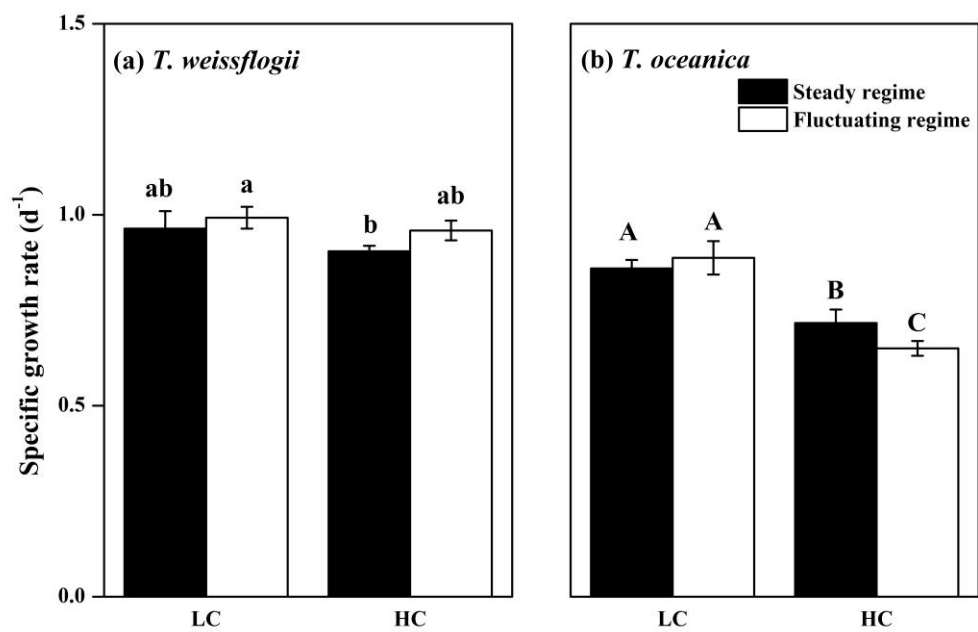 1.5
(a) T. weissflogii
(b) T. oceanica
Steady regime
Fluctuating regime
ab
a
b
ab
A
A
B
C
1.0
0.5
0.0
Specific growth rate (d⁻¹)
LC
HC
LC
HC